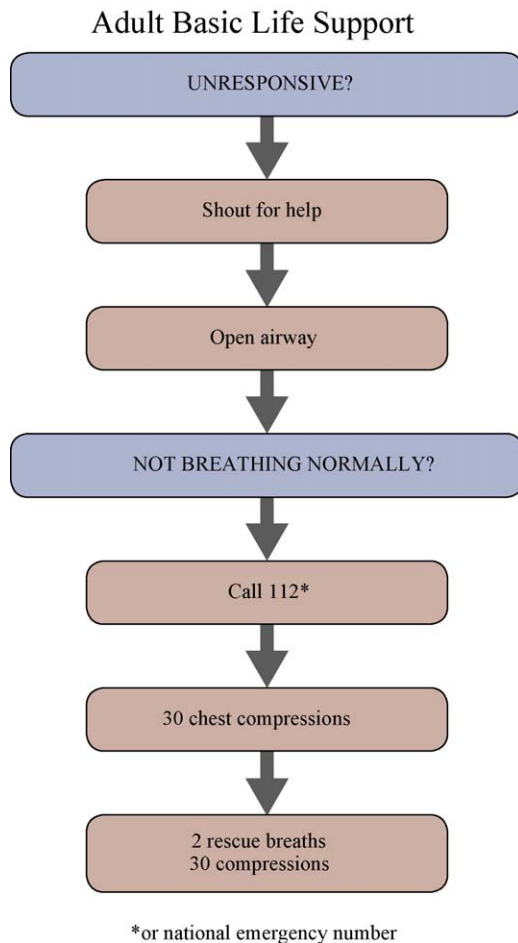 Adult Basic Life Support
UNRESPONSIVE?
Shout for help
Open airway
NOT BREATHING NORMALLY?
Call 112*
30 chest compressions
2 rescue breaths
30 compressions
*or national emergency number